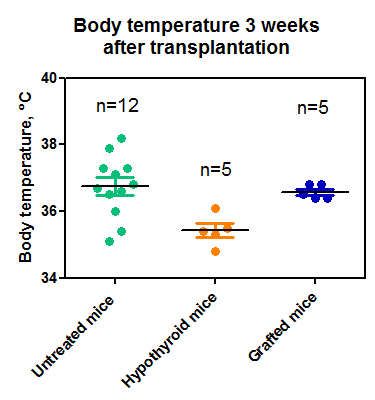 Body temperature 3 weeks
after transplantation
Body temperature, °C
40
38
36
34
n=12
n=5
n=5
Untreated mice
Hypothyroid mice
Grafted mice